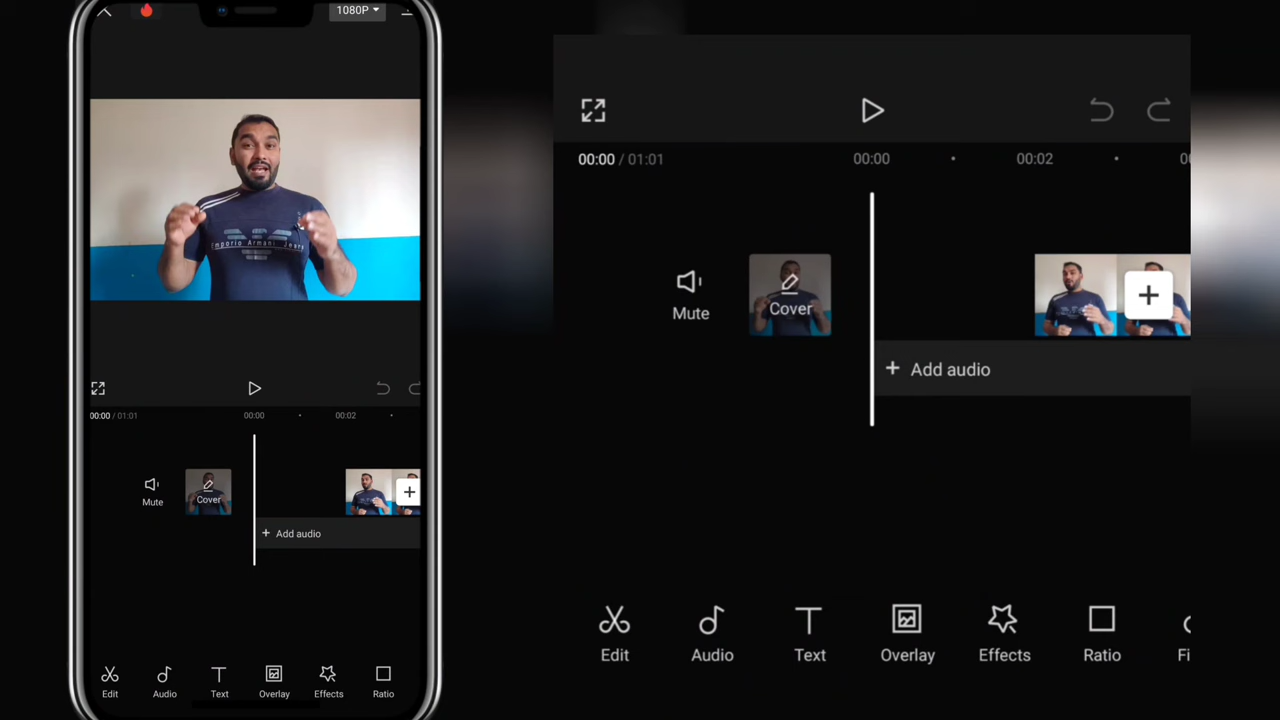 1080P
Emporio Armani Jeans
00:00 / 01:01
00:00
00:02
Mute
Cover
Add audio
Edit
Audio
Text
Overlay
Effects
Ratio
00:00 / 01:01
00:00
00:02
Mute
Cover
Add audio
Edit
Audio
Text
Overlay
Effects
Ratio
Fi